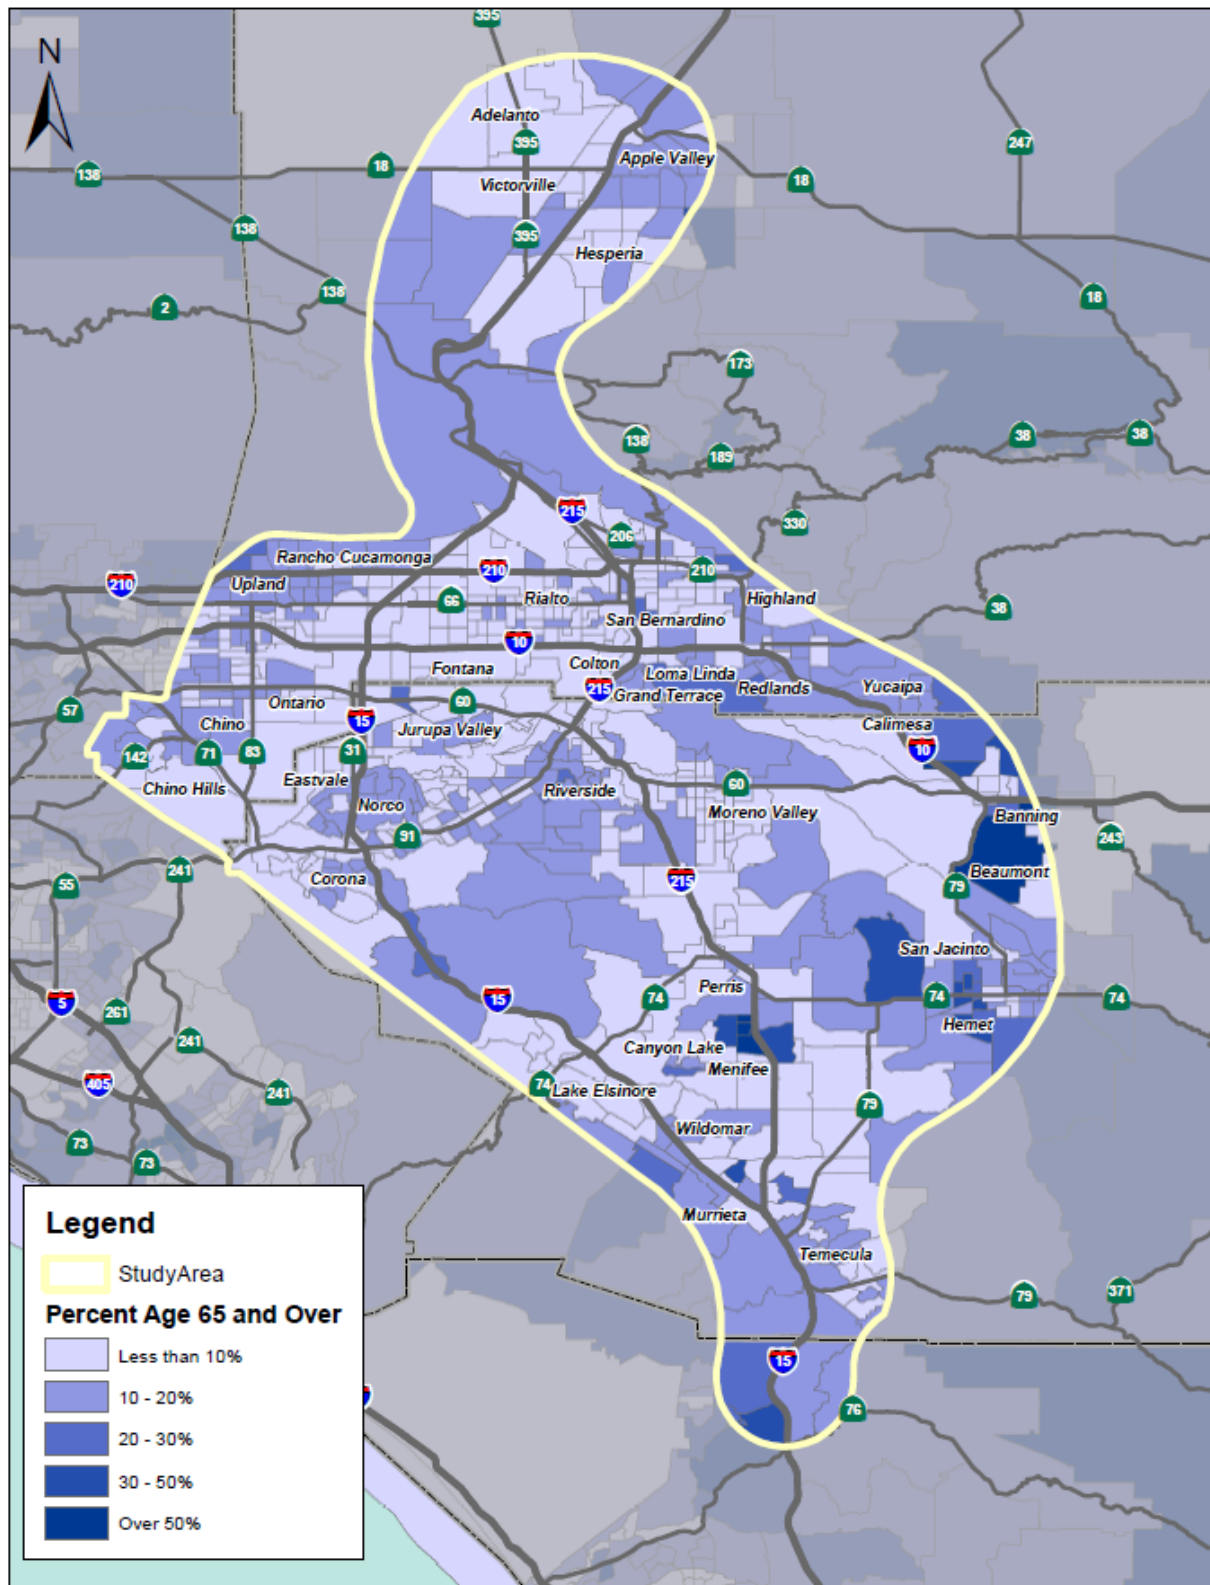 395
N
Adelanto
395
247
Apple Valley
138
18
Victorville
18
138
395
Hesperia
138
18
2
173
138
38
38
189
215
330
206
Rancho Cucamonga
210
210
210
Upland
Rialto
Highland
66
38
San Bernardino
10
Colton
Fontana
Loma Linda
215
Grand Terrace
Redlands
Yucaipa
57
Ontario
60
15
Chino
Calimesa
Jurupa Valley
10
142
71
83
31
Eastvale
60
Chino Hills
Riverside
Norco
Moreno Valley
Banning
91
243
241
Corona
Beaumont
55
215
79
San Jacinto
Perris
5
15
74
74
74
261
Hemet
241
Canyon Lake
Menifee
405
74
Lake Elsinore
241
79
Wildomar
73
73
Murrieta
Temecula
79
371
15
76
Legend
StudyArea
Percent Age 65 and Over
Less than 10%
10 - 20%
20 - 30%
30 - 50%
Over 50%